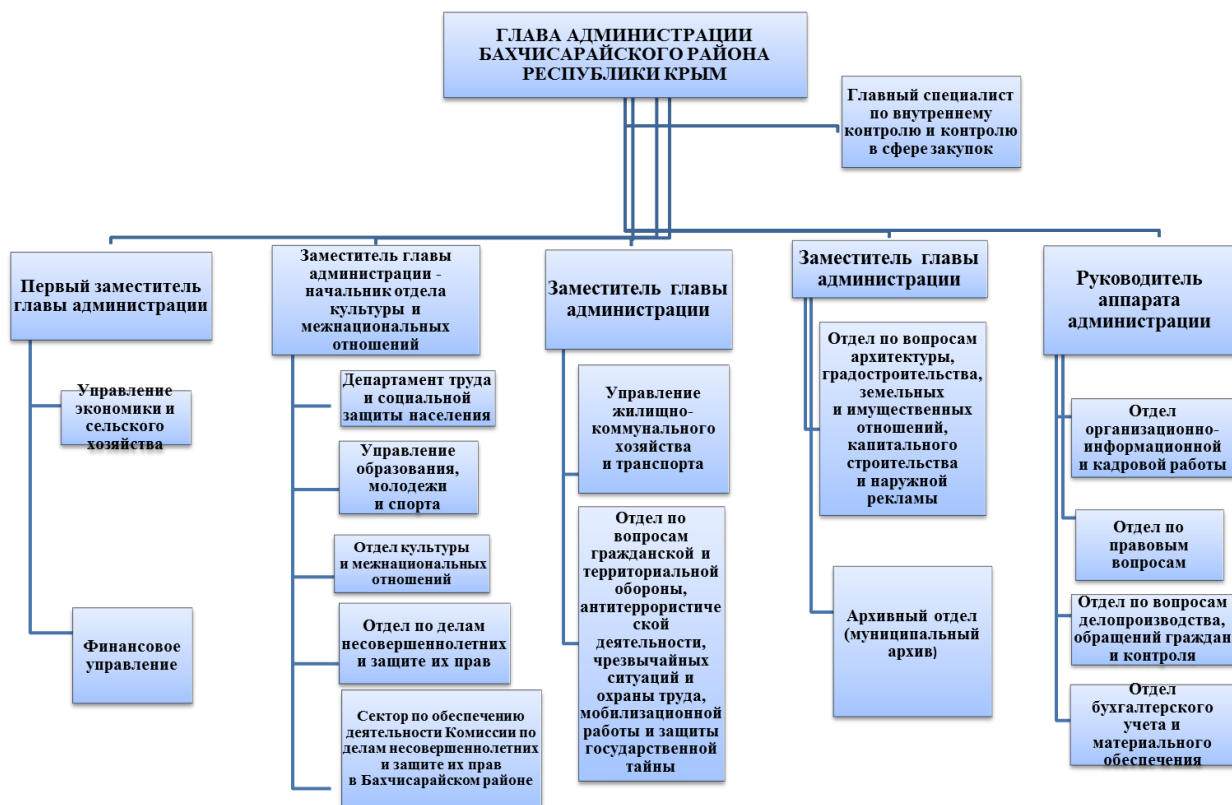 ГЛАВА АДМИНИСТРАЦИИ
БАХЧИСАРАЙСКОГО РАЙОНА
РЕСПУБЛИКИ КРЫМ
Главный специалист
по внутреннему
контролю и контролю
в сфере закупок
Первый заместитель
главы администрации
Управление
экономики и
сельского
хозяйства
Финансовое
управление
Заместитель главы
администрации -
начальник отдела
культуры и
межнациональных
отношений
Департамент труда
и социальной
защиты населения
Управление
образования,
молодежи
и спорта
Отдел культуры
и межнациональных
отношений
Отдел по делам
несовершеннолетних
и защите их прав
Сектор по обеспечению
деятельности Комиссии по
делам несовершеннолетних
и защите их прав
в Бахчисарайском районе
Заместитель главы
администрации
Управление
жилищно-
коммунального
хозяйства
и транспорта
Отдел по
вопросам
гражданской и
территориальной
обороны,
антитеррористиче
ской
деятельности,
чрезвычайных
ситуаций и
охраны труда,
мобилизационной
работы и защиты
государственной
тайны
Заместитель главы
администрации
Отдел по вопросам
архитектуры,
градостроительства,
земельных
и имущественных
отношений,
капитального
строительства
и наружной
рекламы
Архивный отдел
(муниципальный
архив)
Руководитель
аппарата
администрации
Отдел
организационно-
информационной
и кадровой работы
Отдел по
правовым
вопросам
Отдел по вопросам
делопроизводства,
обращений граждан
и контроля
Отдел
бухгалтерского
учета и
материального
обеспечения